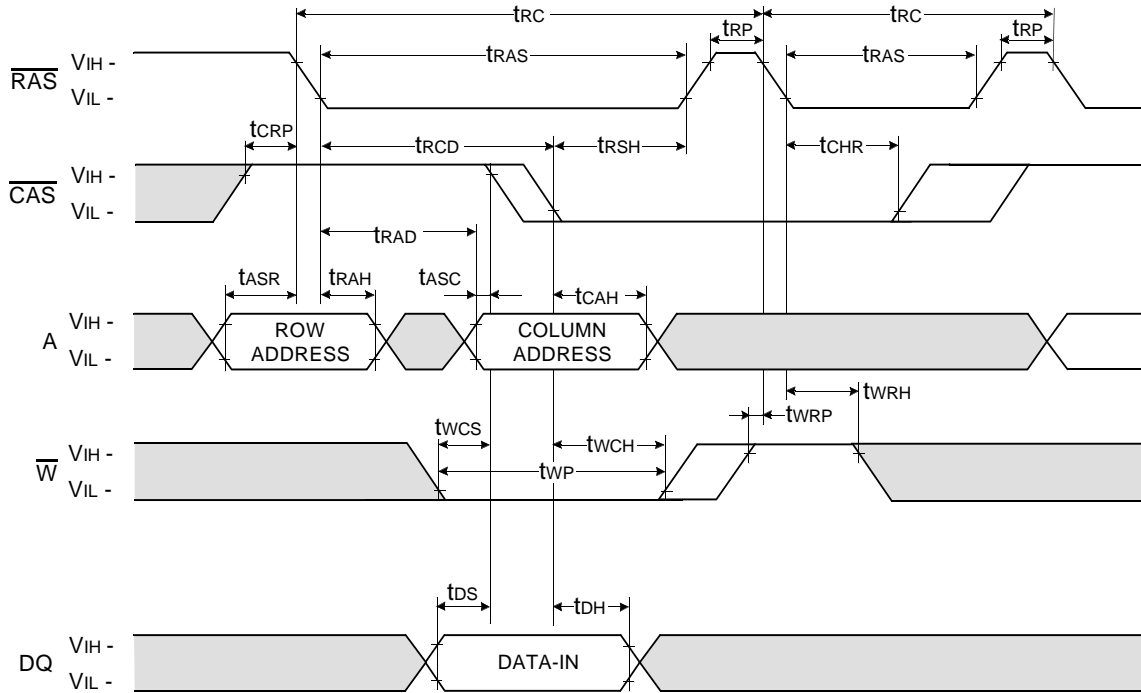 tRC tRC
tRP tRP
tRAS tRAS
RAS VIH -
VIL -
tCRP tRCD tRSH tCHR
CAS VIH -
VIL -
tRAD
tASR tRAH tASC tCAH
A VIH -
VIL -
ROW ADDRESS
COLUMN ADDRESS
tWRH
tWRP
tWCS tWCH
tWP
W VIH -
VIL -
tDS tDH
DQ VIH -
VIL -
DATA-IN